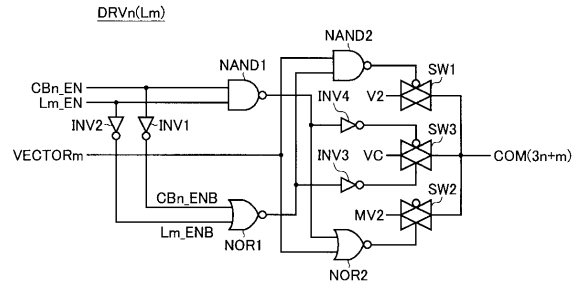 DRVn(Lm)
NAND2
NAND1
SW1
CBn_EN
V2
Lm_EN
INV4
INV2
INV1
SW3
VECTORm
VC
COM(3n+m)
INV3
CBn_ENB
SW2
MV2
Lm_ENB
NOR1
NOR2